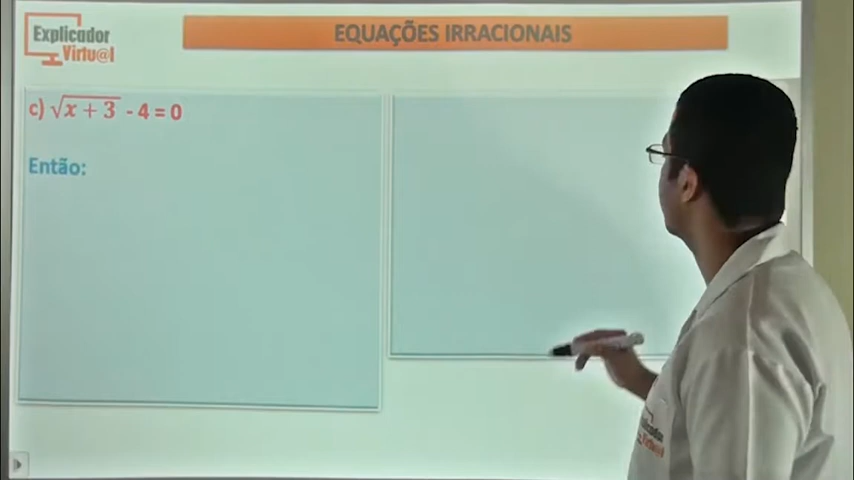 Explicador
Virtu@l
EQUAÇÕES IRRACIONAIS
c) √x + 3 - 4 = 0
Então: